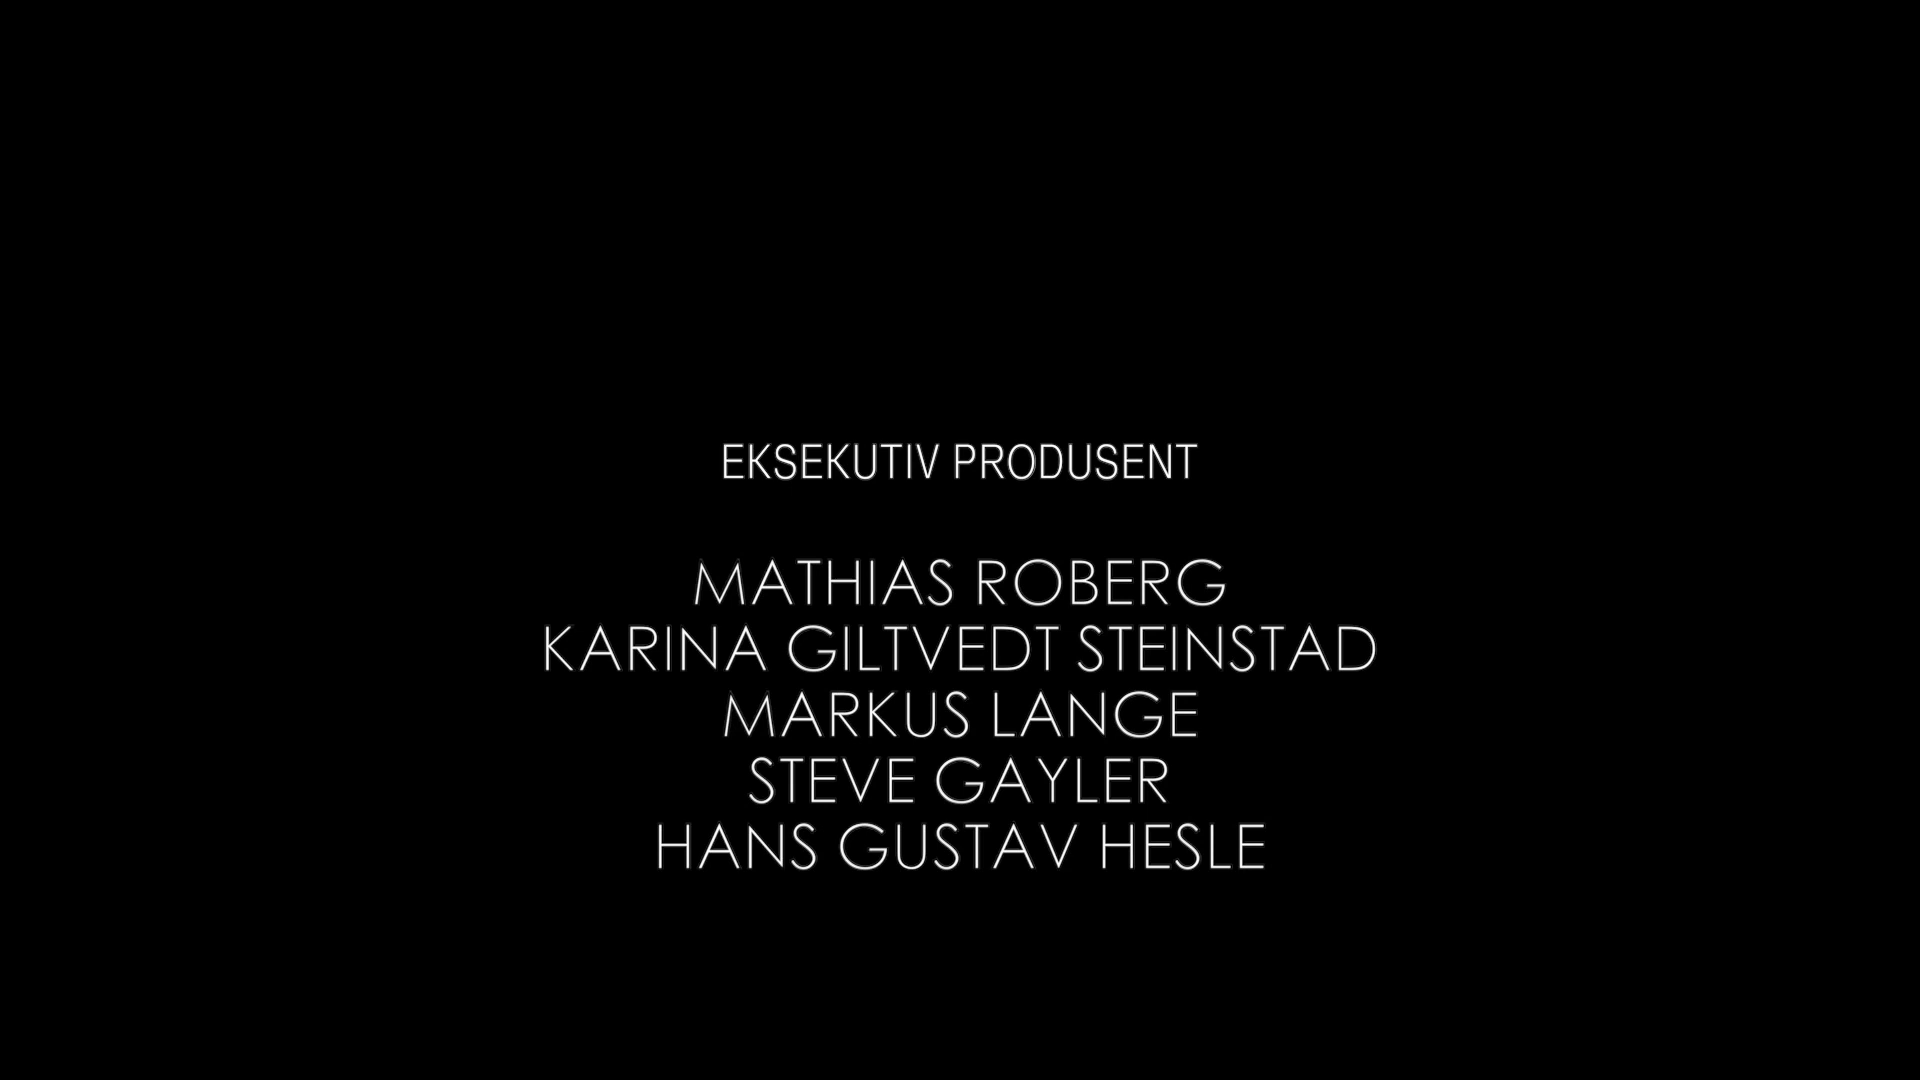 EKSEKUTIV PRODUSENT
MATHIAS ROBERG
KARINA GILTVEDT STEINSTAD
MARKUS LANGE
STEVE GAYLER
HANS GUSTAV HESLE